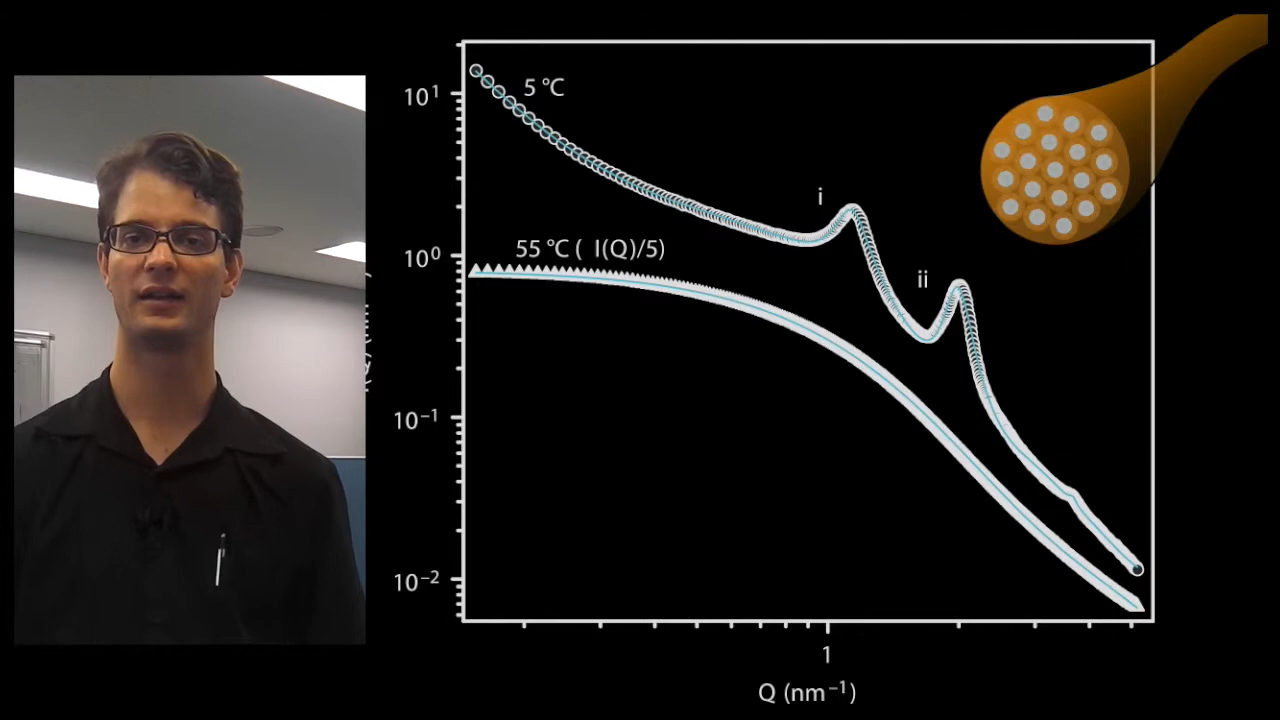 10¹
5 °C
i
55 °C ( I(Q)/5)
10⁰
ii
10⁻¹
10⁻²
1
Q (nm⁻¹)